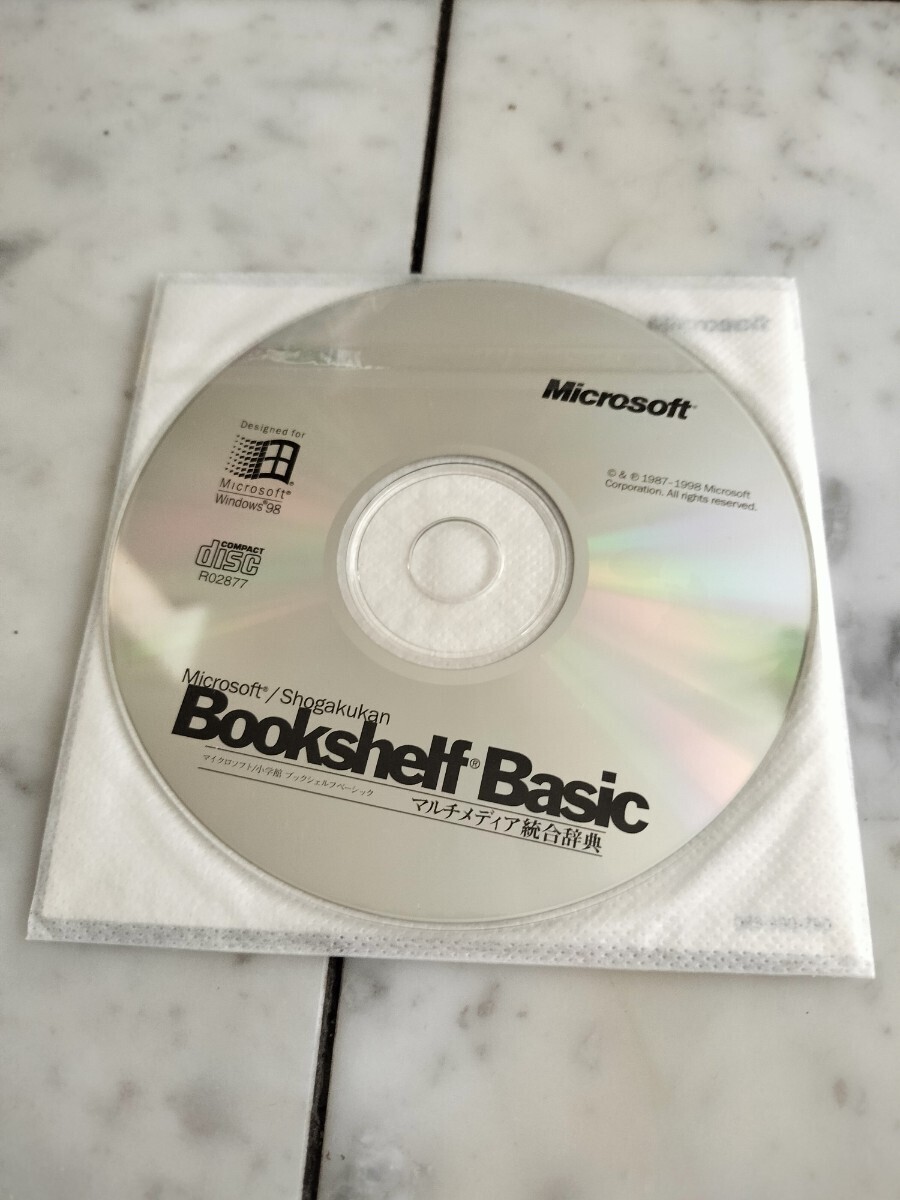 Microsoft®
Designed for
Microsoft®
Windows®98
© & ℗ 1987–1998 Microsoft
Corporation. All rights reserved.
COMPACT
disc
R02877
Microsoft®/Shogakukan
Bookshelf® Basic
マイクロソフト/小学館 ブックシェルフベーシック
マルチメディア統合辞典